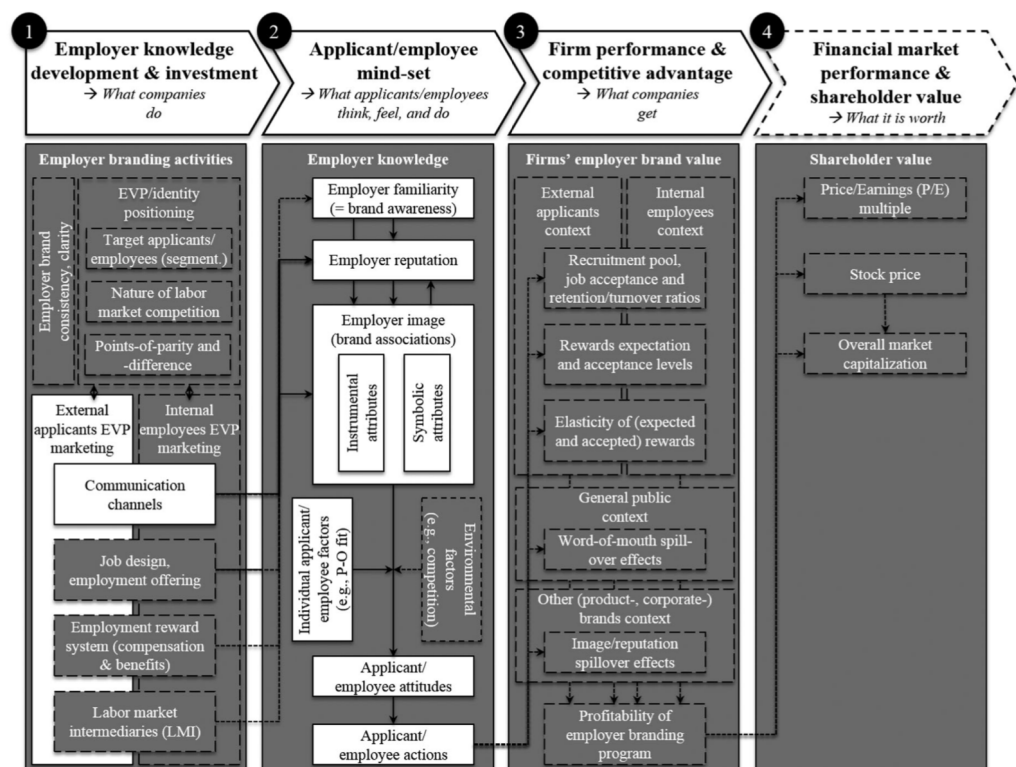 1
Employer knowledge
development & investment
→ What companies
do
2
Applicant/employee
mind-set
→ What applicants/employees
think, feel, and do
3
Firm performance &
competitive advantage
→ What companies
get
4
Financial market
performance &
shareholder value
→ What it is worth
Employer branding activities
Employer brand
consistency, clarity
EVP/identity
positioning
Target applicants/
employees (segment.)
Nature of labor
market competition
Points-of-parity and
-difference
External
applicants EVP
marketing
Internal
employees EVP
marketing
Communication
channels
Job design,
employment offering
Employment reward
system (compensation
& benefits)
Labor market
intermediaries (LMI)
Employer knowledge
Employer familiarity
(= brand awareness)
Employer reputation
Employer image
(brand associations)
Instrumental
attributes
Symbolic
attributes
Individual applicant/
employee factors
(e.g., P-O fit)
Environmental
factors
(e.g., competition)
Applicant/
employee attitudes
Applicant/
employee actions
Firms' employer brand value
External
applicants
context
Internal
employees
context
Recruitment pool,
job acceptance and
retention/turnover ratios
Rewards expectation
and acceptance levels
Elasticity of (expected
and accepted) rewards
General public
context
Word-of-mouth spill-
over effects
Other (product-, corporate-)
brands context
Image/reputation
spillover effects
Profitability of
employer branding
program
Shareholder value
Price/Earnings (P/E)
multiple
Stock price
Overall market
capitalization